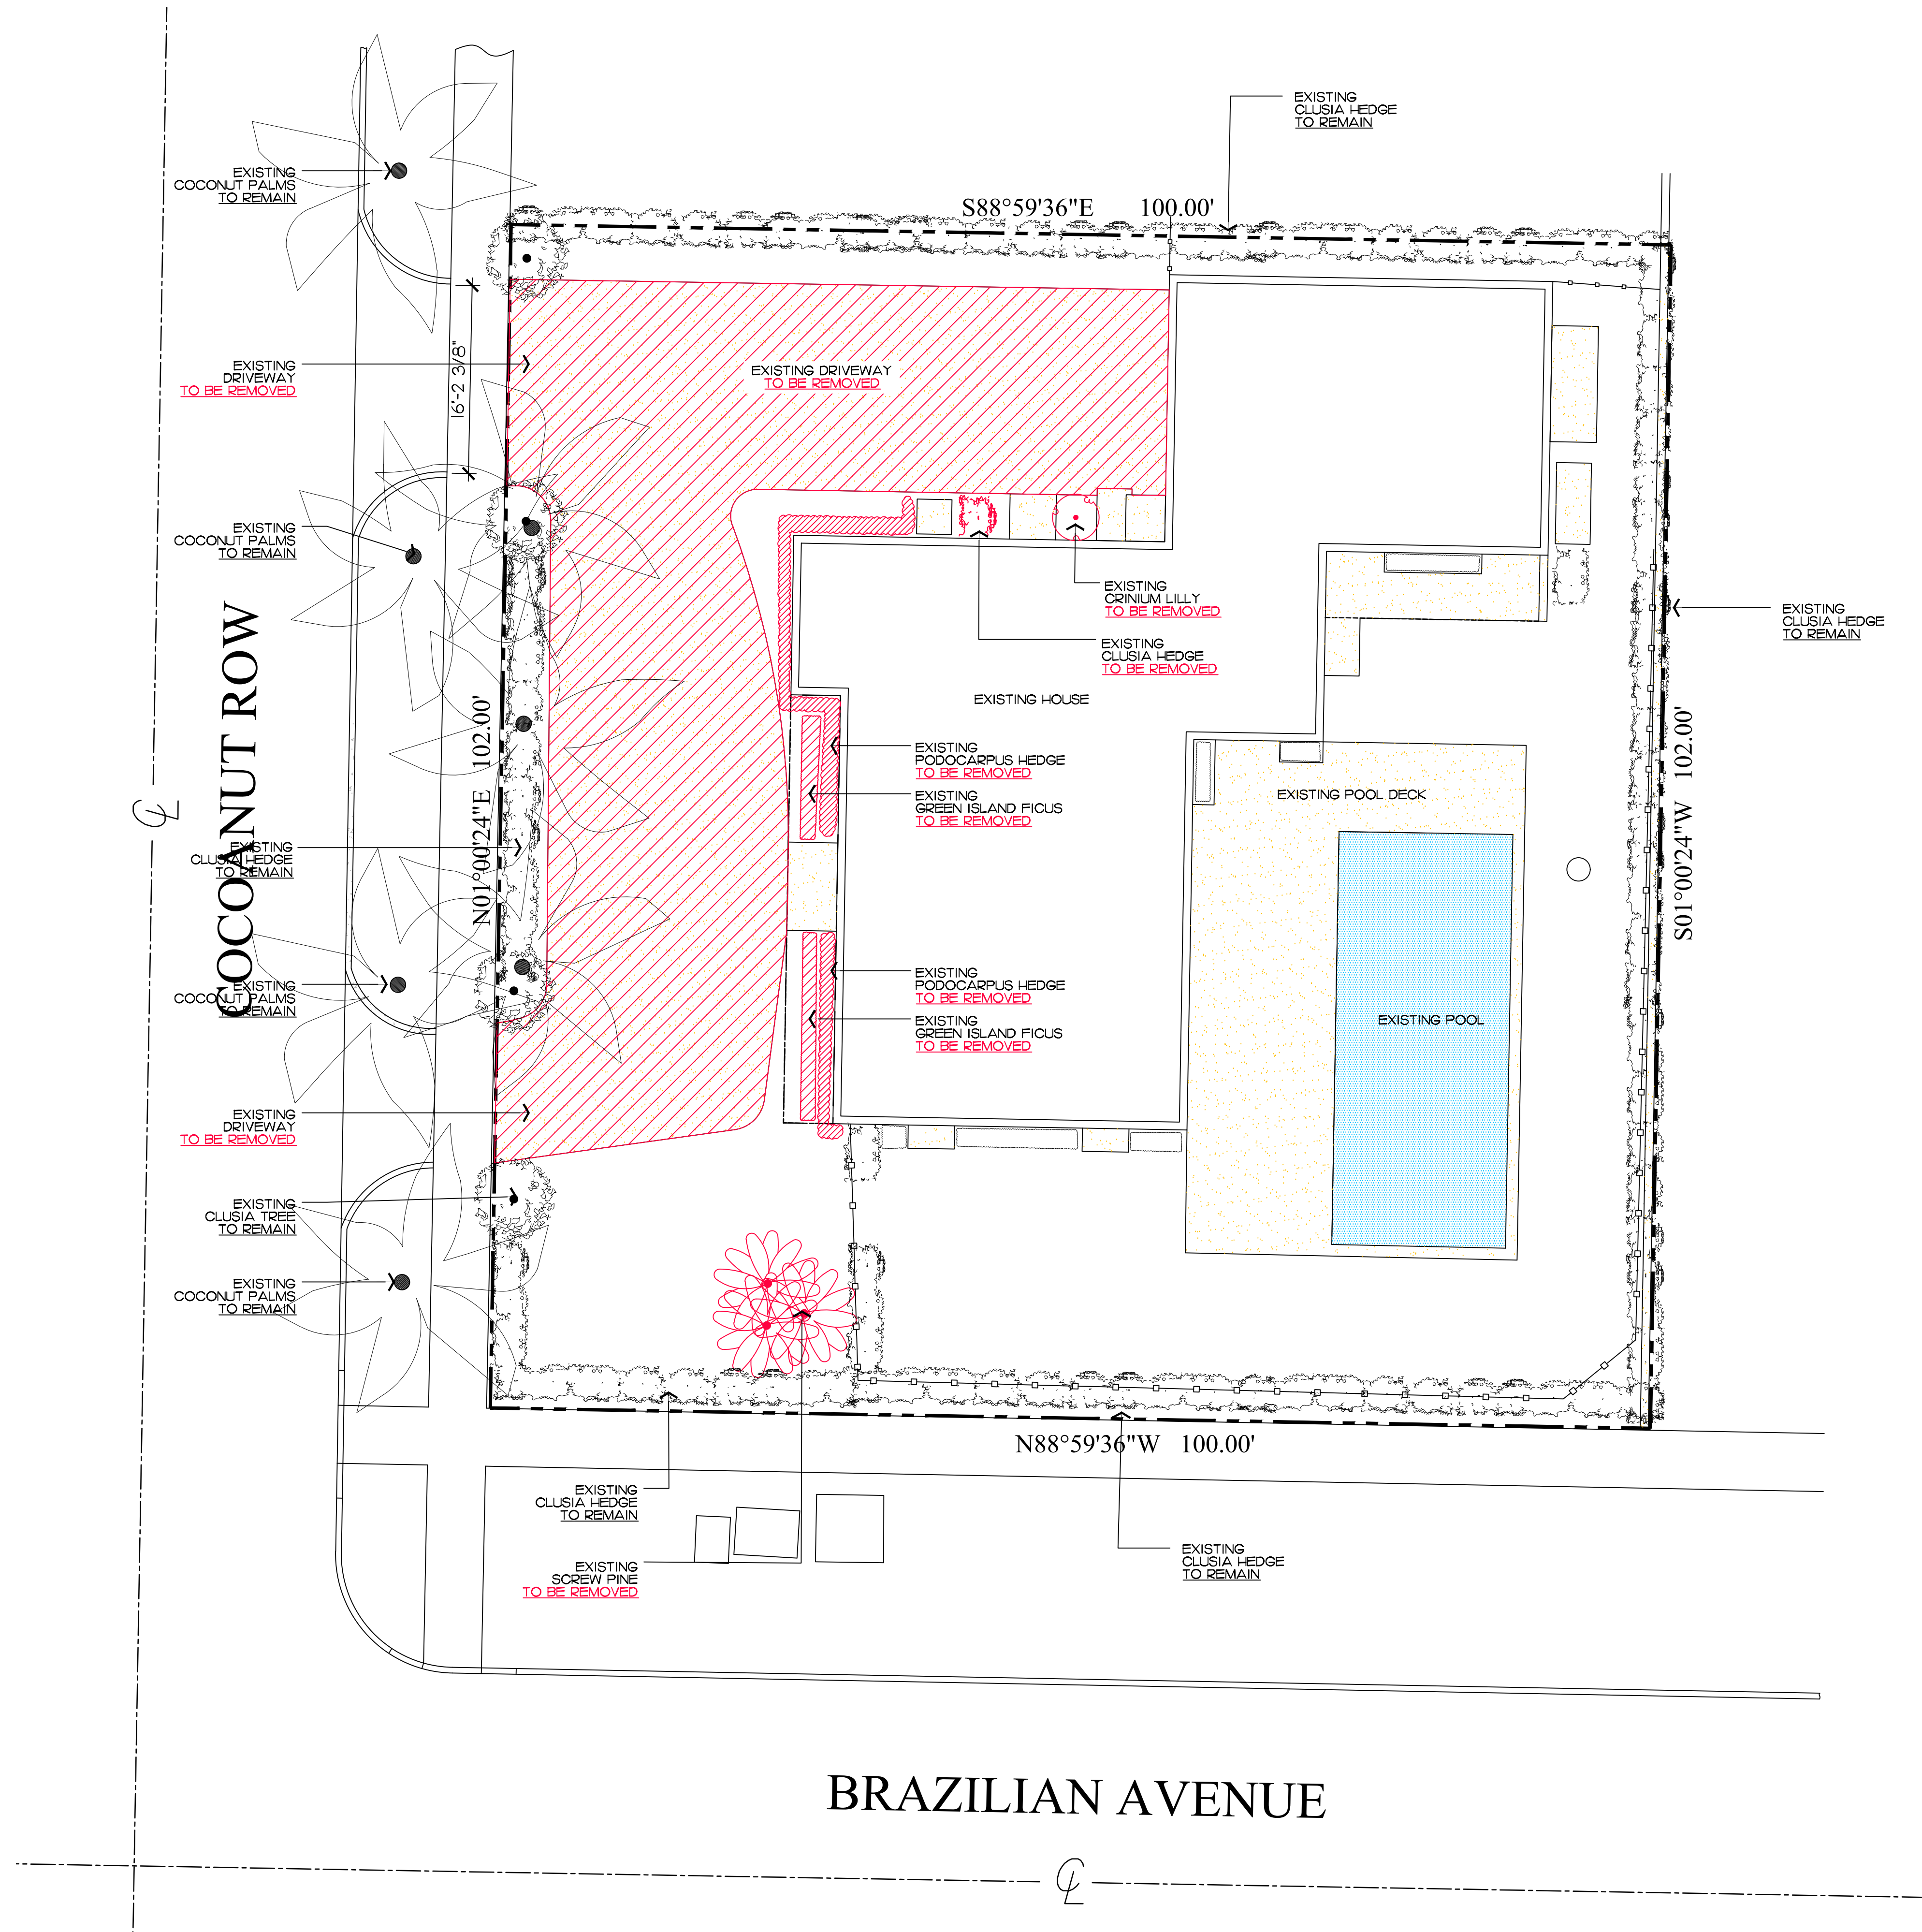 EXISTING
CLUSIA HEDGE
TO REMAIN
EXISTING
COCONUT PALMS
TO REMAIN
S88°59'36"E 100.00'
EXISTING
DRIVEWAY
TO BE REMOVED
16'-2 3/8"
EXISTING DRIVEWAY
TO BE REMOVED
EXISTING
COCONUT PALMS
TO REMAIN
EXISTING
CRINIUM LILLY
TO BE REMOVED
EXISTING
CLUSIA HEDGE
TO BE REMOVED
EXISTING
CLUSIA HEDGE
TO REMAIN
EXISTING HOUSE
COCOANUT ROW
N01°00'24"E 102.00'
S01°00'24"W 102.00'
EXISTING
PODOCARPUS HEDGE
TO BE REMOVED
EXISTING
GREEN ISLAND FICUS
TO BE REMOVED
EXISTING POOL DECK
EXISTING
CLUSIA HEDGE
TO REMAIN
EXISTING
COCONUT PALMS
TO REMAIN
EXISTING
PODOCARPUS HEDGE
TO BE REMOVED
EXISTING
GREEN ISLAND FICUS
TO BE REMOVED
EXISTING POOL
EXISTING
DRIVEWAY
TO BE REMOVED
EXISTING
CLUSIA TREE
TO REMAIN
EXISTING
COCONUT PALMS
TO REMAIN
N88°59'36"W 100.00'
EXISTING
CLUSIA HEDGE
TO REMAIN
EXISTING
SCREW PINE
TO BE REMOVED
EXISTING
CLUSIA HEDGE
TO REMAIN
BRAZILIAN AVENUE